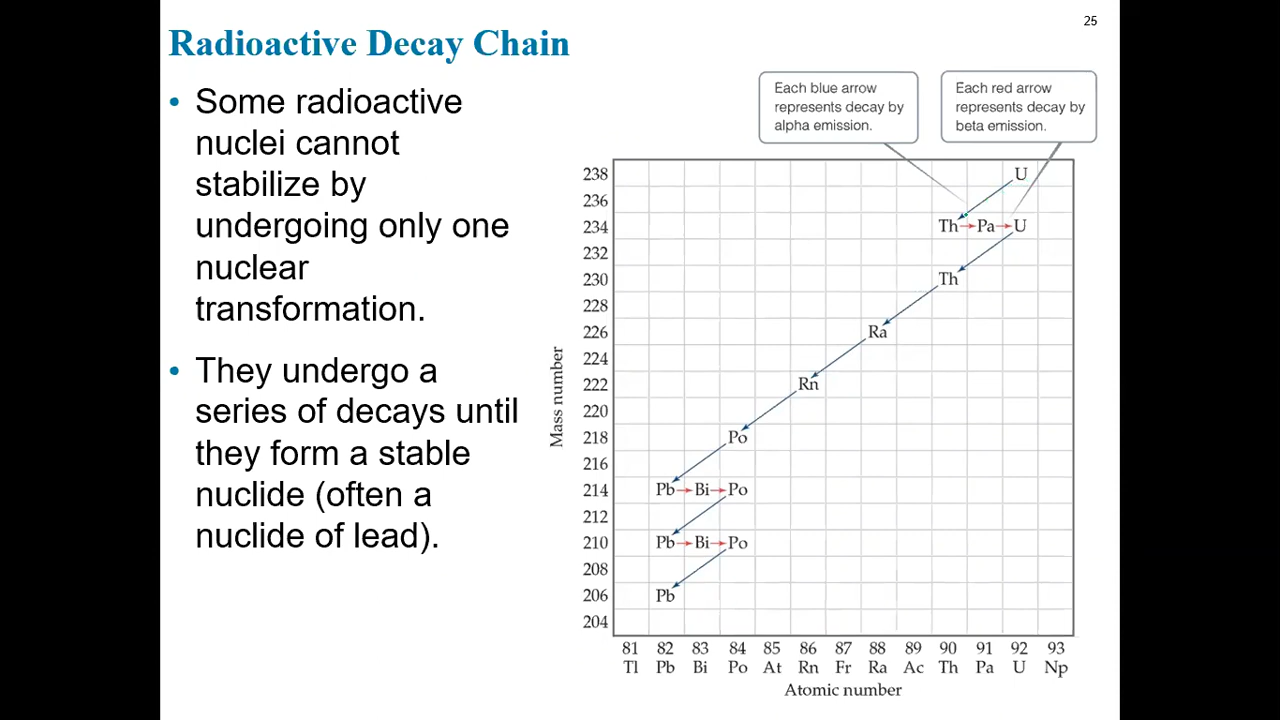 25
Radioactive Decay Chain
• Some radioactive
nuclei cannot
stabilize by
undergoing only one
nuclear
transformation.
• They undergo a
series of decays until
they form a stable
nuclide (often a
nuclide of lead).
Each blue arrow
represents decay by
alpha emission.
Each red arrow
represents decay by
beta emission.
Mass number
238 U
236
234 Th Pa U
232
230 Th
228
226 Ra
224
222 Rn
220
218 Po
216
214 Pb Bi Po
212
210 Pb Bi Po
208
206 Pb
204
81 82 83 84 85 86 87 88 89 90 91 92 93
Tl Pb Bi Po At Rn Fr Ra Ac Th Pa U Np
Atomic number